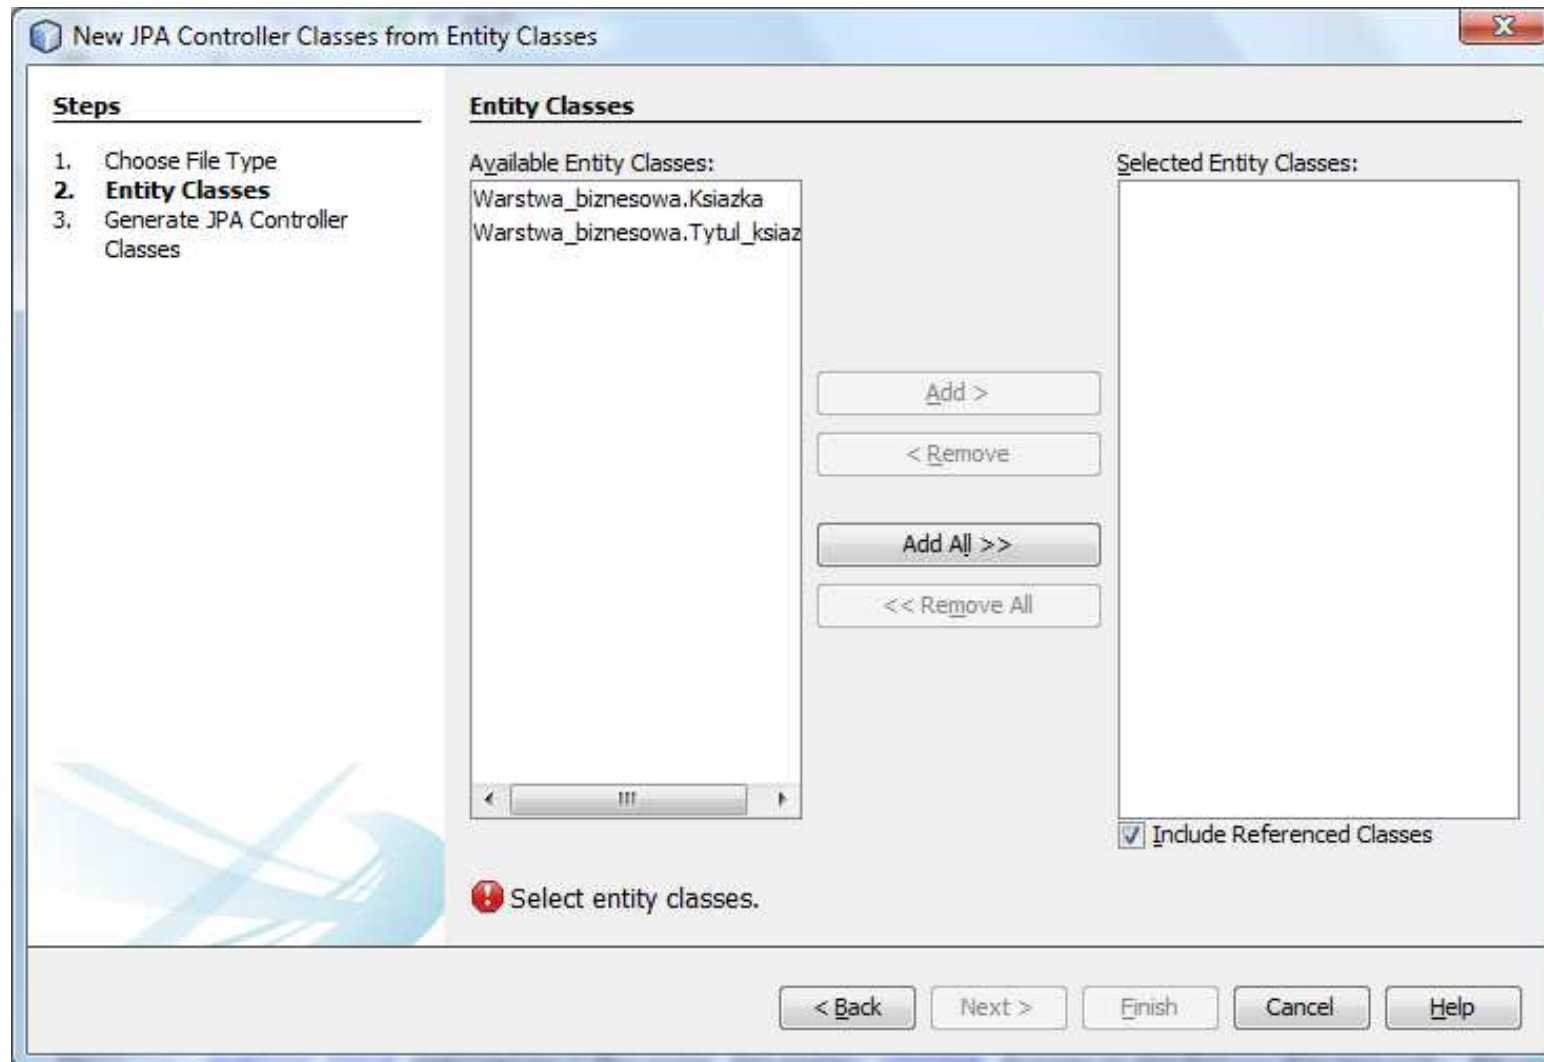 New JPA Controller Classes from Entity Classes
Steps
1. Choose File Type
2. Entity Classes
3. Generate JPA Controller
Classes
Entity Classes
Available Entity Classes:
Warstwa_biznesowa.Ksiazka
Warstwa_biznesowa.Tytul_ksiaz
Add >
< Remove
Add All >>
<< Remove All
Selected Entity Classes:
Include Referenced Classes
Select entity classes.
< Back
Next >
Finish
Cancel
Help